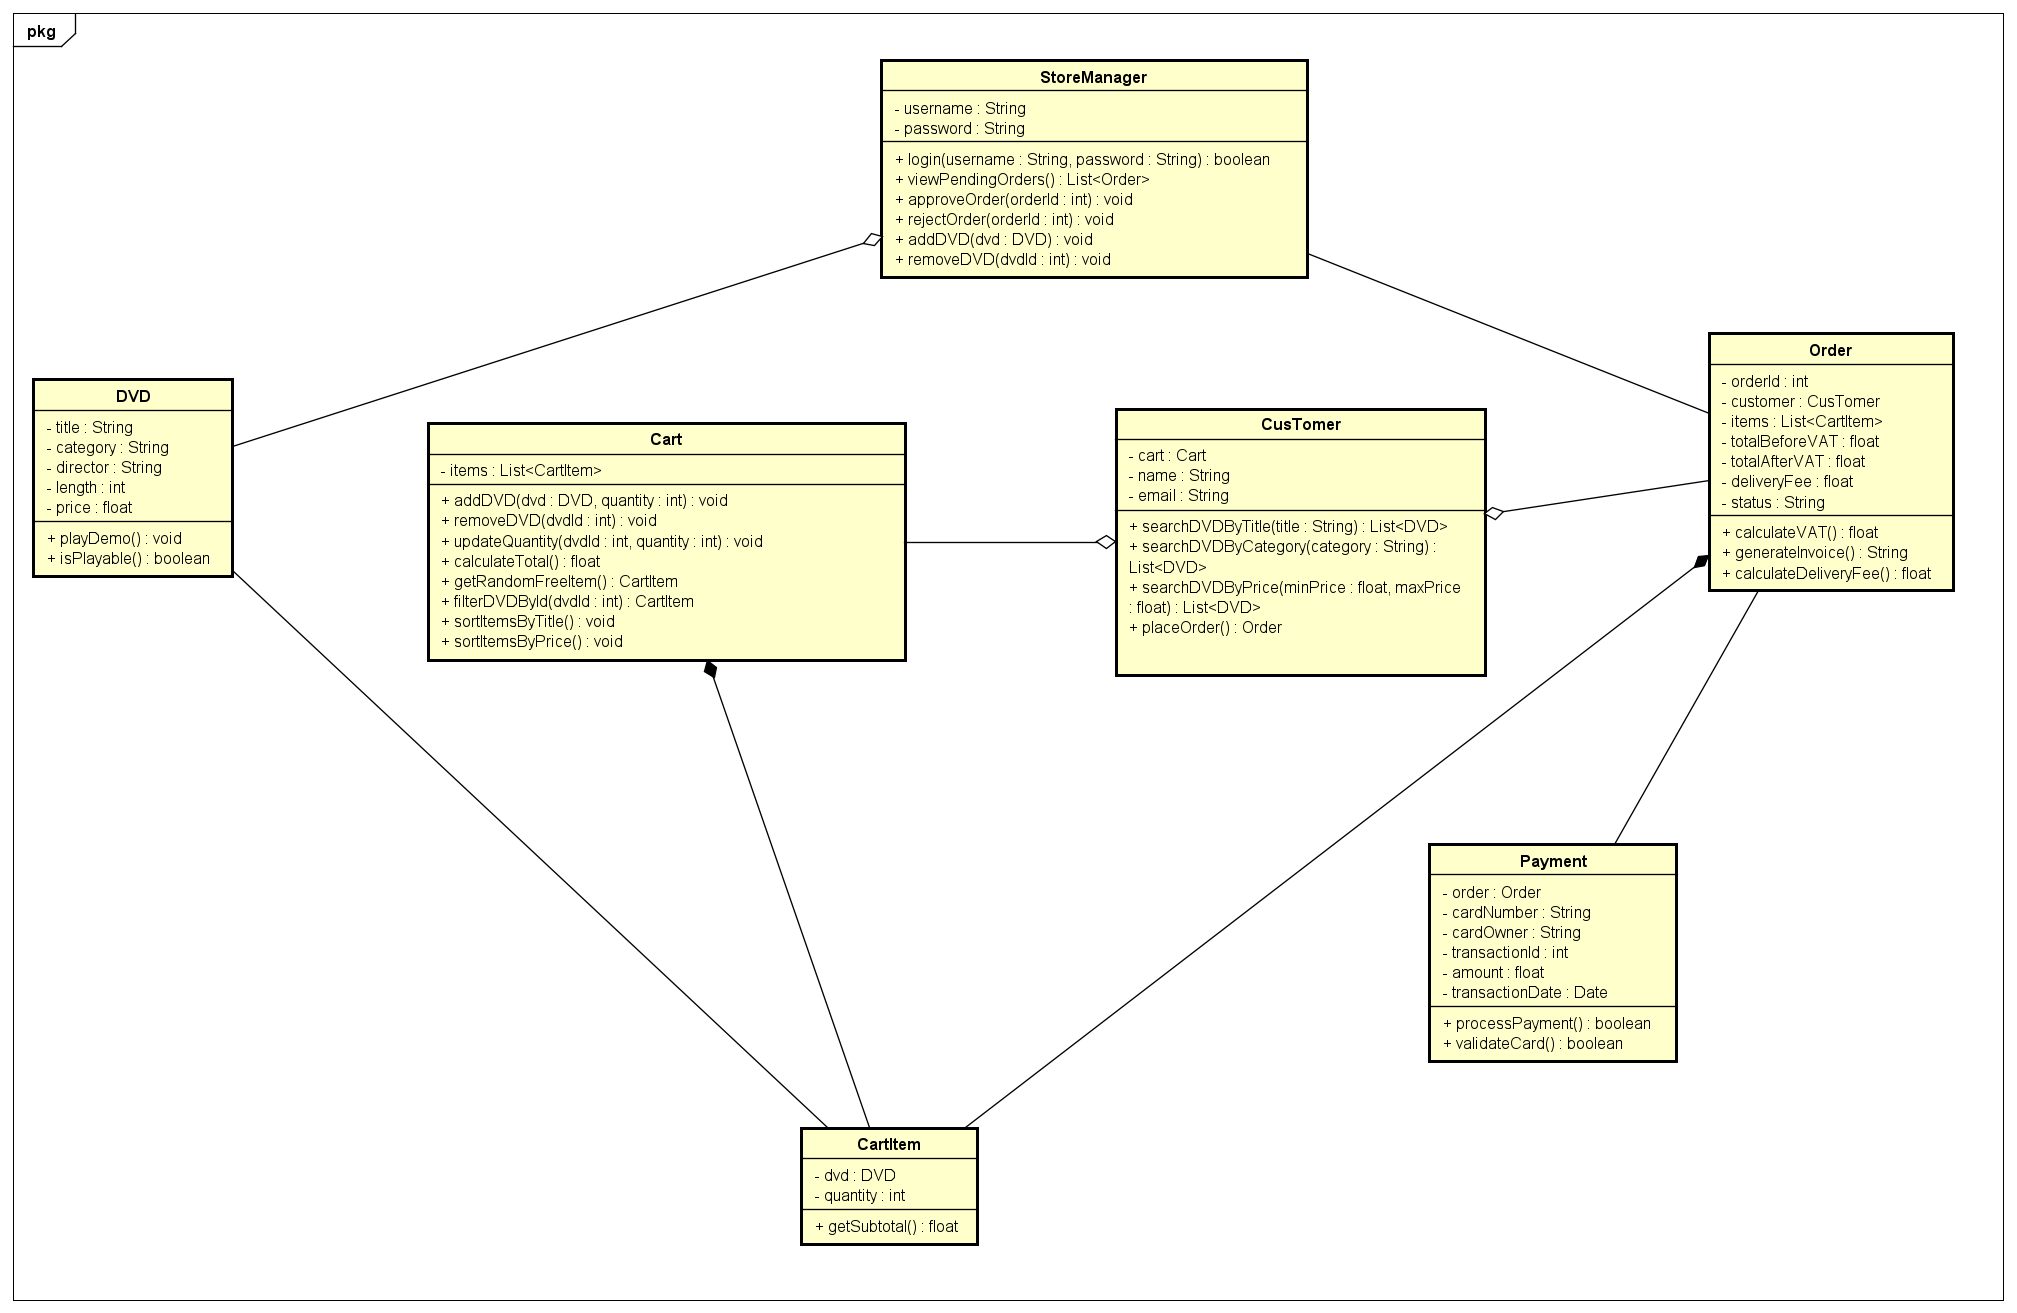 pkg
StoreManager
- username : String
- password : String
+ login(username : String, password : String) : boolean
+ viewPendingOrders() : List<Order>
+ approveOrder(orderId : int) : void
+ rejectOrder(orderId : int) : void
+ addDVD(dvd : DVD) : void
+ removeDVD(dvdId : int) : void
DVD
- title : String
- category : String
- director : String
- length : int
- price : float
+ playDemo() : void
+ isPlayable() : boolean
Cart
- items : List<CartItem>
+ addDVD(dvd : DVD, quantity : int) : void
+ removeDVD(dvdId : int) : void
+ updateQuantity(dvdId : int, quantity : int) : void
+ calculateTotal() : float
+ getRandomFreeItem() : CartItem
+ filterDVDById(dvdId : int) : CartItem
+ sortItemsByTitle() : void
+ sortItemsByPrice() : void
CusTomer
- cart : Cart
- name : String
- email : String
+ searchDVDByTitle(title : String) : List<DVD>
+ searchDVDByCategory(category : String) :
List<DVD>
+ searchDVDByPrice(minPrice : float, maxPrice
: float) : List<DVD>
+ placeOrder() : Order
Order
- orderId : int
- customer : CusTomer
- items : List<CartItem>
- totalBeforeVAT : float
- totalAfterVAT : float
- deliveryFee : float
- status : String
+ calculateVAT() : float
+ generateInvoice() : String
+ calculateDeliveryFee() : float
Payment
- order : Order
- cardNumber : String
- cardOwner : String
- transactionId : int
- amount : float
- transactionDate : Date
+ processPayment() : boolean
+ validateCard() : boolean
CartItem
- dvd : DVD
- quantity : int
+ getSubtotal() : float